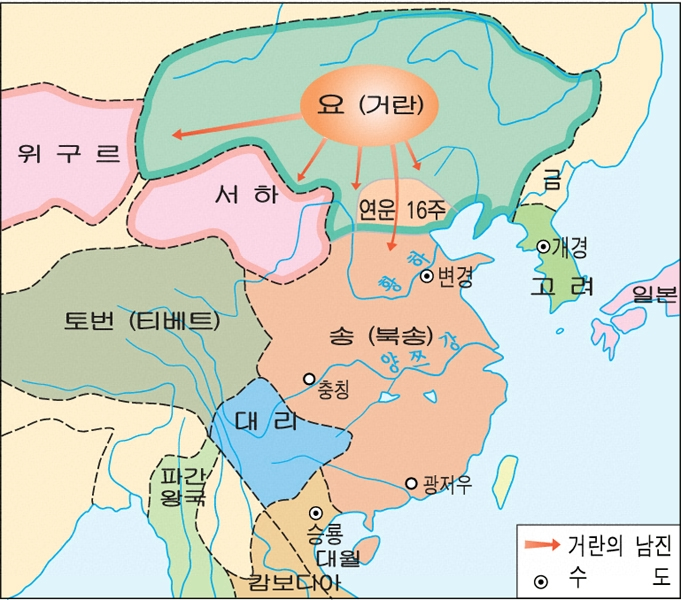 요 (거란)
위 구 르
서 하
금
연운 16주
개경
황 하
변경
고 려
일본
토번 (티베트)
송 (북송)
양 쯔 강
충칭
대 리
파간
왕국
광저우
승룡
대월
캄보디아
거란의 남진
수 도